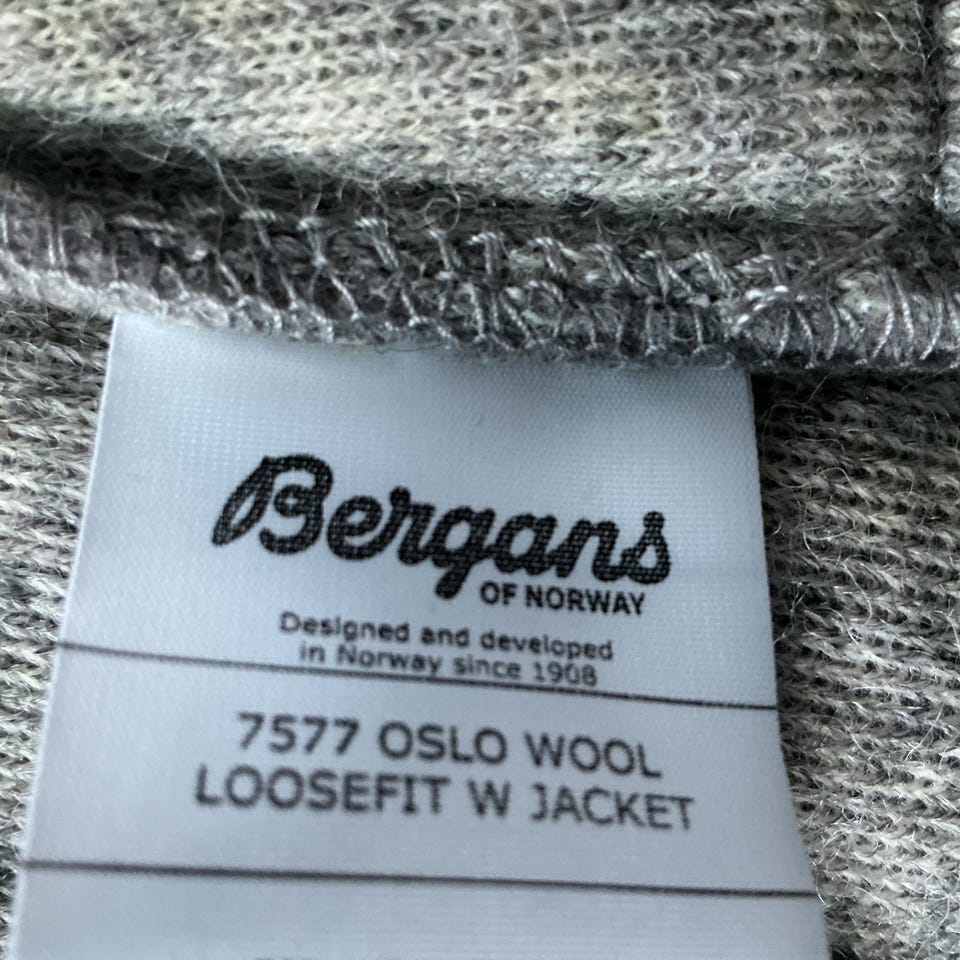 Bergans
OF NORWAY
Designed and developed
in Norway since 1908
7577 OSLO WOOL
LOOSEFIT W JACKET